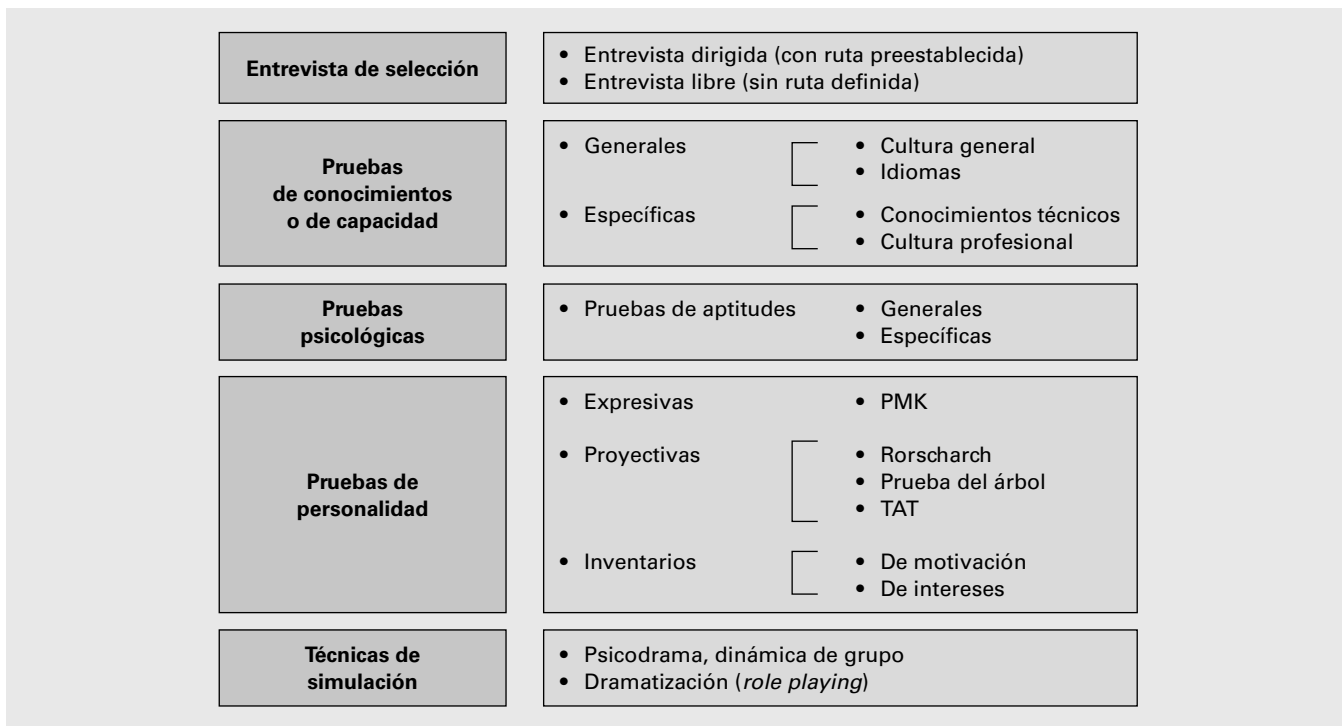 Entrevista de selección
• Entrevista dirigida (con ruta preestablecida)
• Entrevista libre (sin ruta definida)
Pruebas
de conocimientos
o de capacidad
• Generales
• Cultura general
• Idiomas
• Específicas
• Conocimientos técnicos
• Cultura profesional
Pruebas
psicológicas
• Pruebas de aptitudes
• Generales
• Específicas
Pruebas de
personalidad
• Expresivas
• PMK
• Proyectivas
• Rorscharch
• Prueba del árbol
• TAT
• Inventarios
• De motivación
• De intereses
Técnicas de
simulación
• Psicodrama, dinámica de grupo
• Dramatización (role playing)